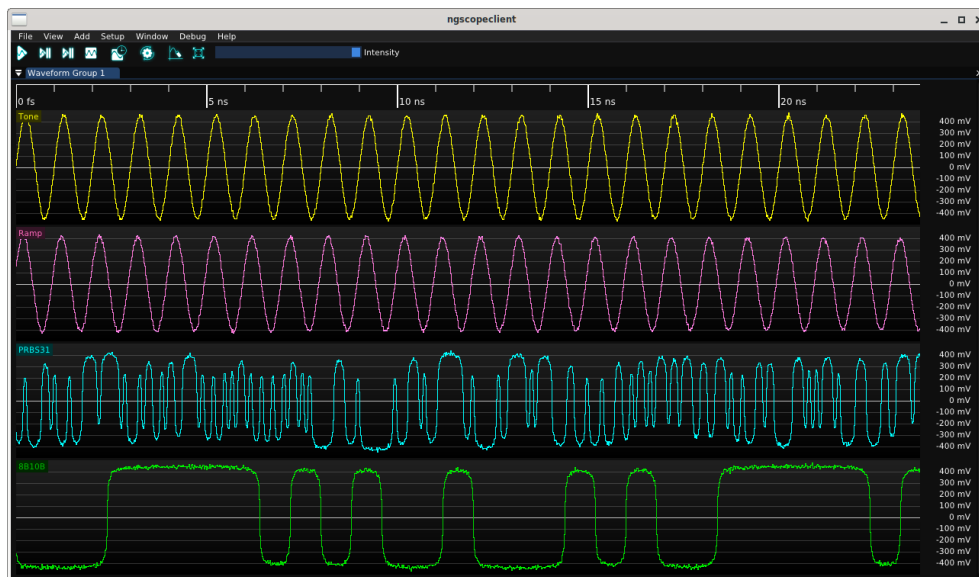 ngscopeclient
File View Add Setup Window Debug Help
Intensity
Waveform Group 1
0 fs 5 ns 10 ns 15 ns 20 ns
Tone
400 mV
300 mV
200 mV
100 mV
0 mV
-100 mV
-200 mV
-300 mV
-400 mV
Ramp
400 mV
300 mV
200 mV
100 mV
0 mV
-100 mV
-200 mV
-300 mV
-400 mV
PRBS31
400 mV
300 mV
200 mV
100 mV
0 mV
-100 mV
-200 mV
-300 mV
-400 mV
8B10B
400 mV
300 mV
200 mV
100 mV
0 mV
-100 mV
-200 mV
-300 mV
-400 mV